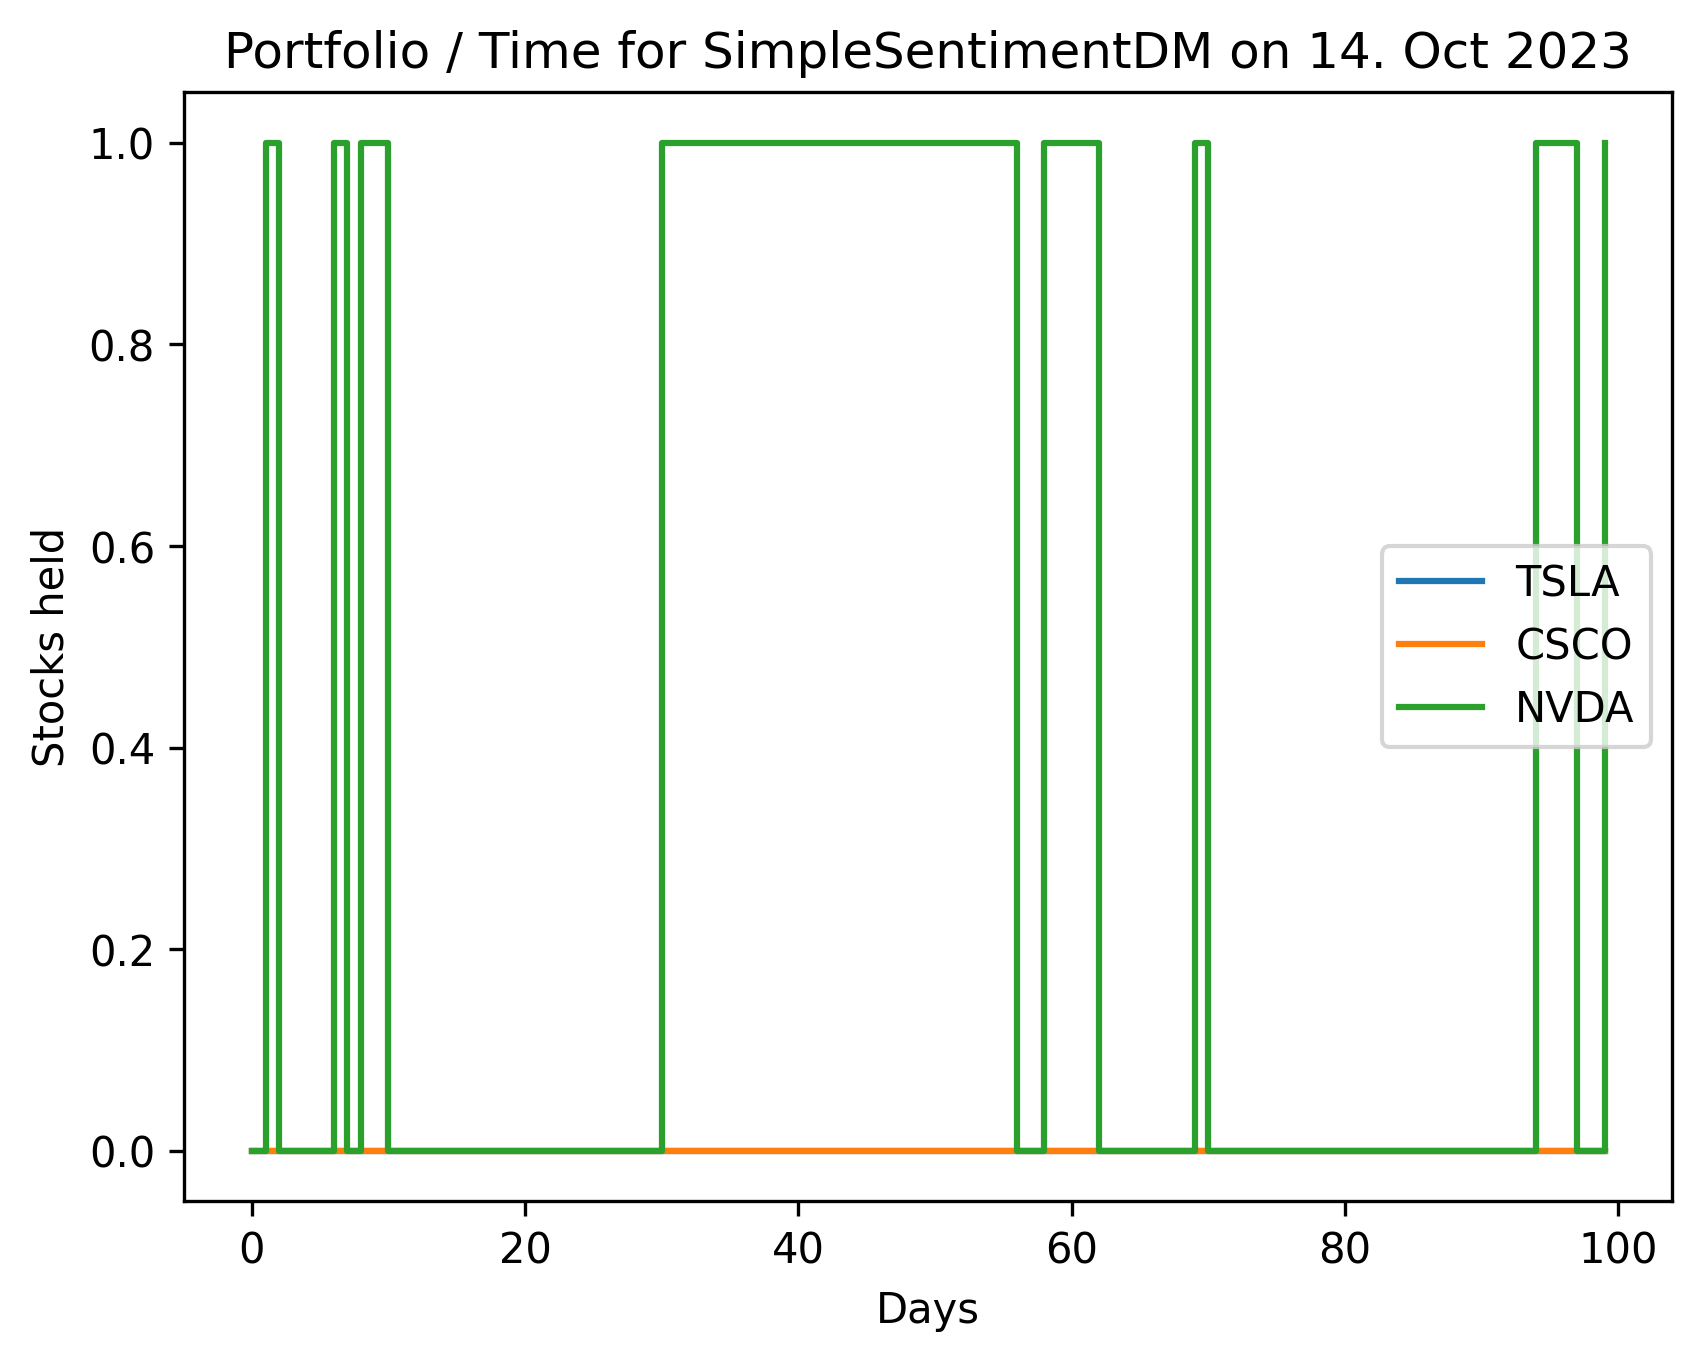 Portfolio / Time for SimpleSentimentDM on 14. Oct 2023
1.0
0.8
0.6
0.4
0.2
0.0
Stocks held
TSLA
CSCO
NVDA
0 20 40 60 80 100
Days